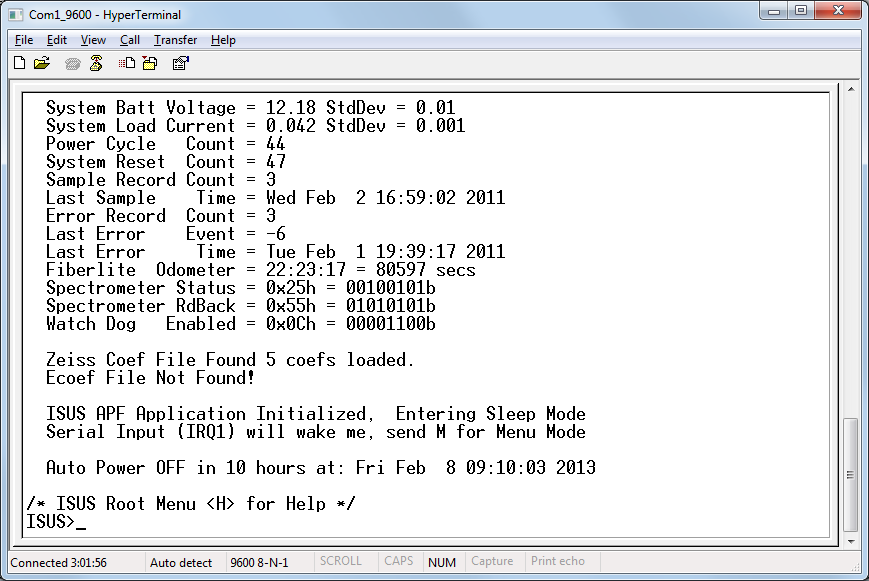 Com1_9600 - HyperTerminal
File Edit View Call Transfer Help
System Batt Voltage = 12.18 StdDev = 0.01
System Load Current = 0.042 StdDev = 0.001
Power Cycle   Count = 44
System Reset  Count = 47
Sample Record Count = 3
Last Sample    Time = Wed Feb  2 16:59:02 2011
Error Record  Count = 3
Last Error    Event = -6
Last Error     Time = Tue Feb  1 19:39:17 2011
Fiberlite  Odometer = 22:23:17 = 80597 secs
Spectrometer Status = 0x25h = 00100101b
Spectrometer RdBack = 0x55h = 01010101b
Watch Dog   Enabled = 0x0Ch = 00001100b
Zeiss Coef File Found 5 coefs loaded.
Ecoef File Not Found!
ISUS APF Application Initialized,  Entering Sleep Mode
Serial Input (IRQ1) will wake me, send M for Menu Mode
Auto Power OFF in 10 hours at: Fri Feb  8 09:10:03 2013
/* ISUS Root Menu <H> for Help */
ISUS>_
Connected 3:01:56 Auto detect 9600 8-N-1 SCROLL CAPS NUM Capture Print echo